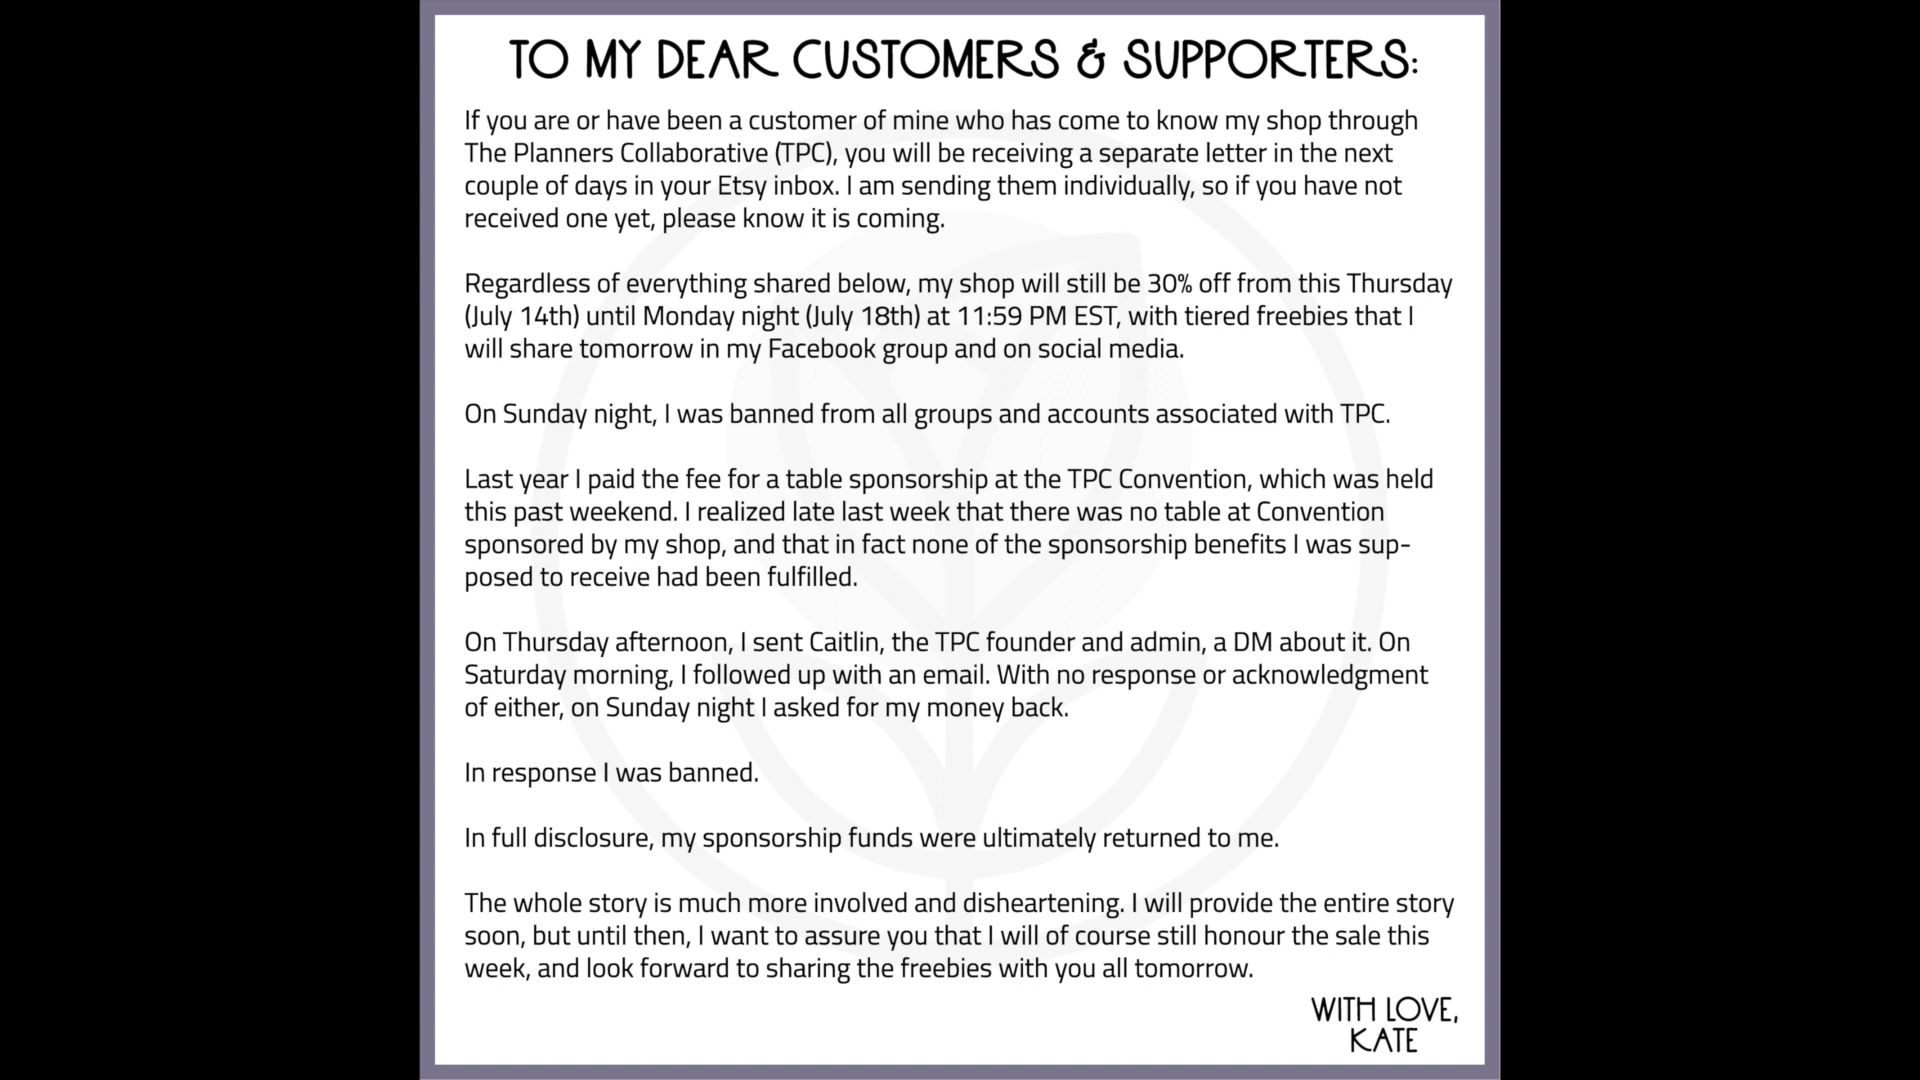 TO MY DEAR CUSTOMERS & SUPPORTERS:
If you are or have been a customer of mine who has come to know my shop through
The Planners Collaborative (TPC), you will be receiving a separate letter in the next
couple of days in your Etsy inbox. I am sending them individually, so if you have not
received one yet, please know it is coming.
Regardless of everything shared below, my shop will still be 30% off from this Thursday
(July 14th) until Monday night (July 18th) at 11:59 PM EST, with tiered freebies that I
will share tomorrow in my Facebook group and on social media.
On Sunday night, I was banned from all groups and accounts associated with TPC.
Last year I paid the fee for a table sponsorship at the TPC Convention, which was held
this past weekend. I realized late last week that there was no table at Convention
sponsored by my shop, and that in fact none of the sponsorship benefits I was sup-
posed to receive had been fulfilled.
On Thursday afternoon, I sent Caitlin, the TPC founder and admin, a DM about it. On
Saturday morning, I followed up with an email. With no response or acknowledgment
of either, on Sunday night I asked for my money back.
In response I was banned.
In full disclosure, my sponsorship funds were ultimately returned to me.
The whole story is much more involved and disheartening. I will provide the entire story
soon, but until then, I want to assure you that I will of course still honour the sale this
week, and look forward to sharing the freebies with you all tomorrow.
WITH LOVE,
KATE